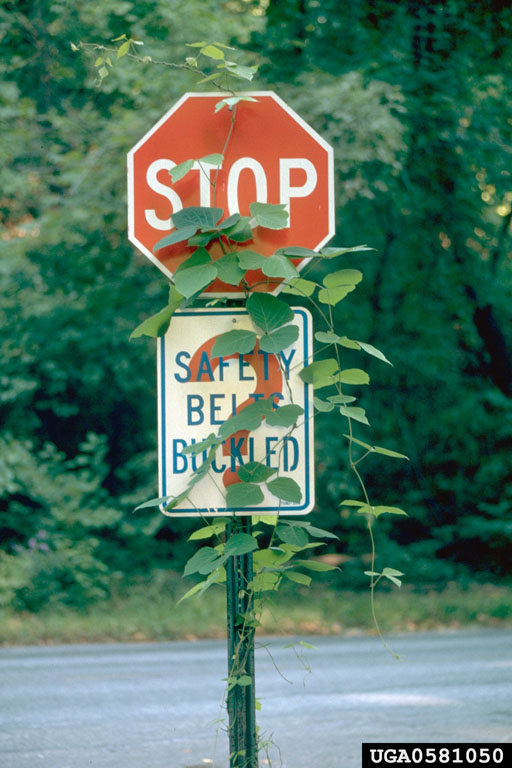 STOP
SAFETY
BELTS
BUCKLED
?
UGA0581050